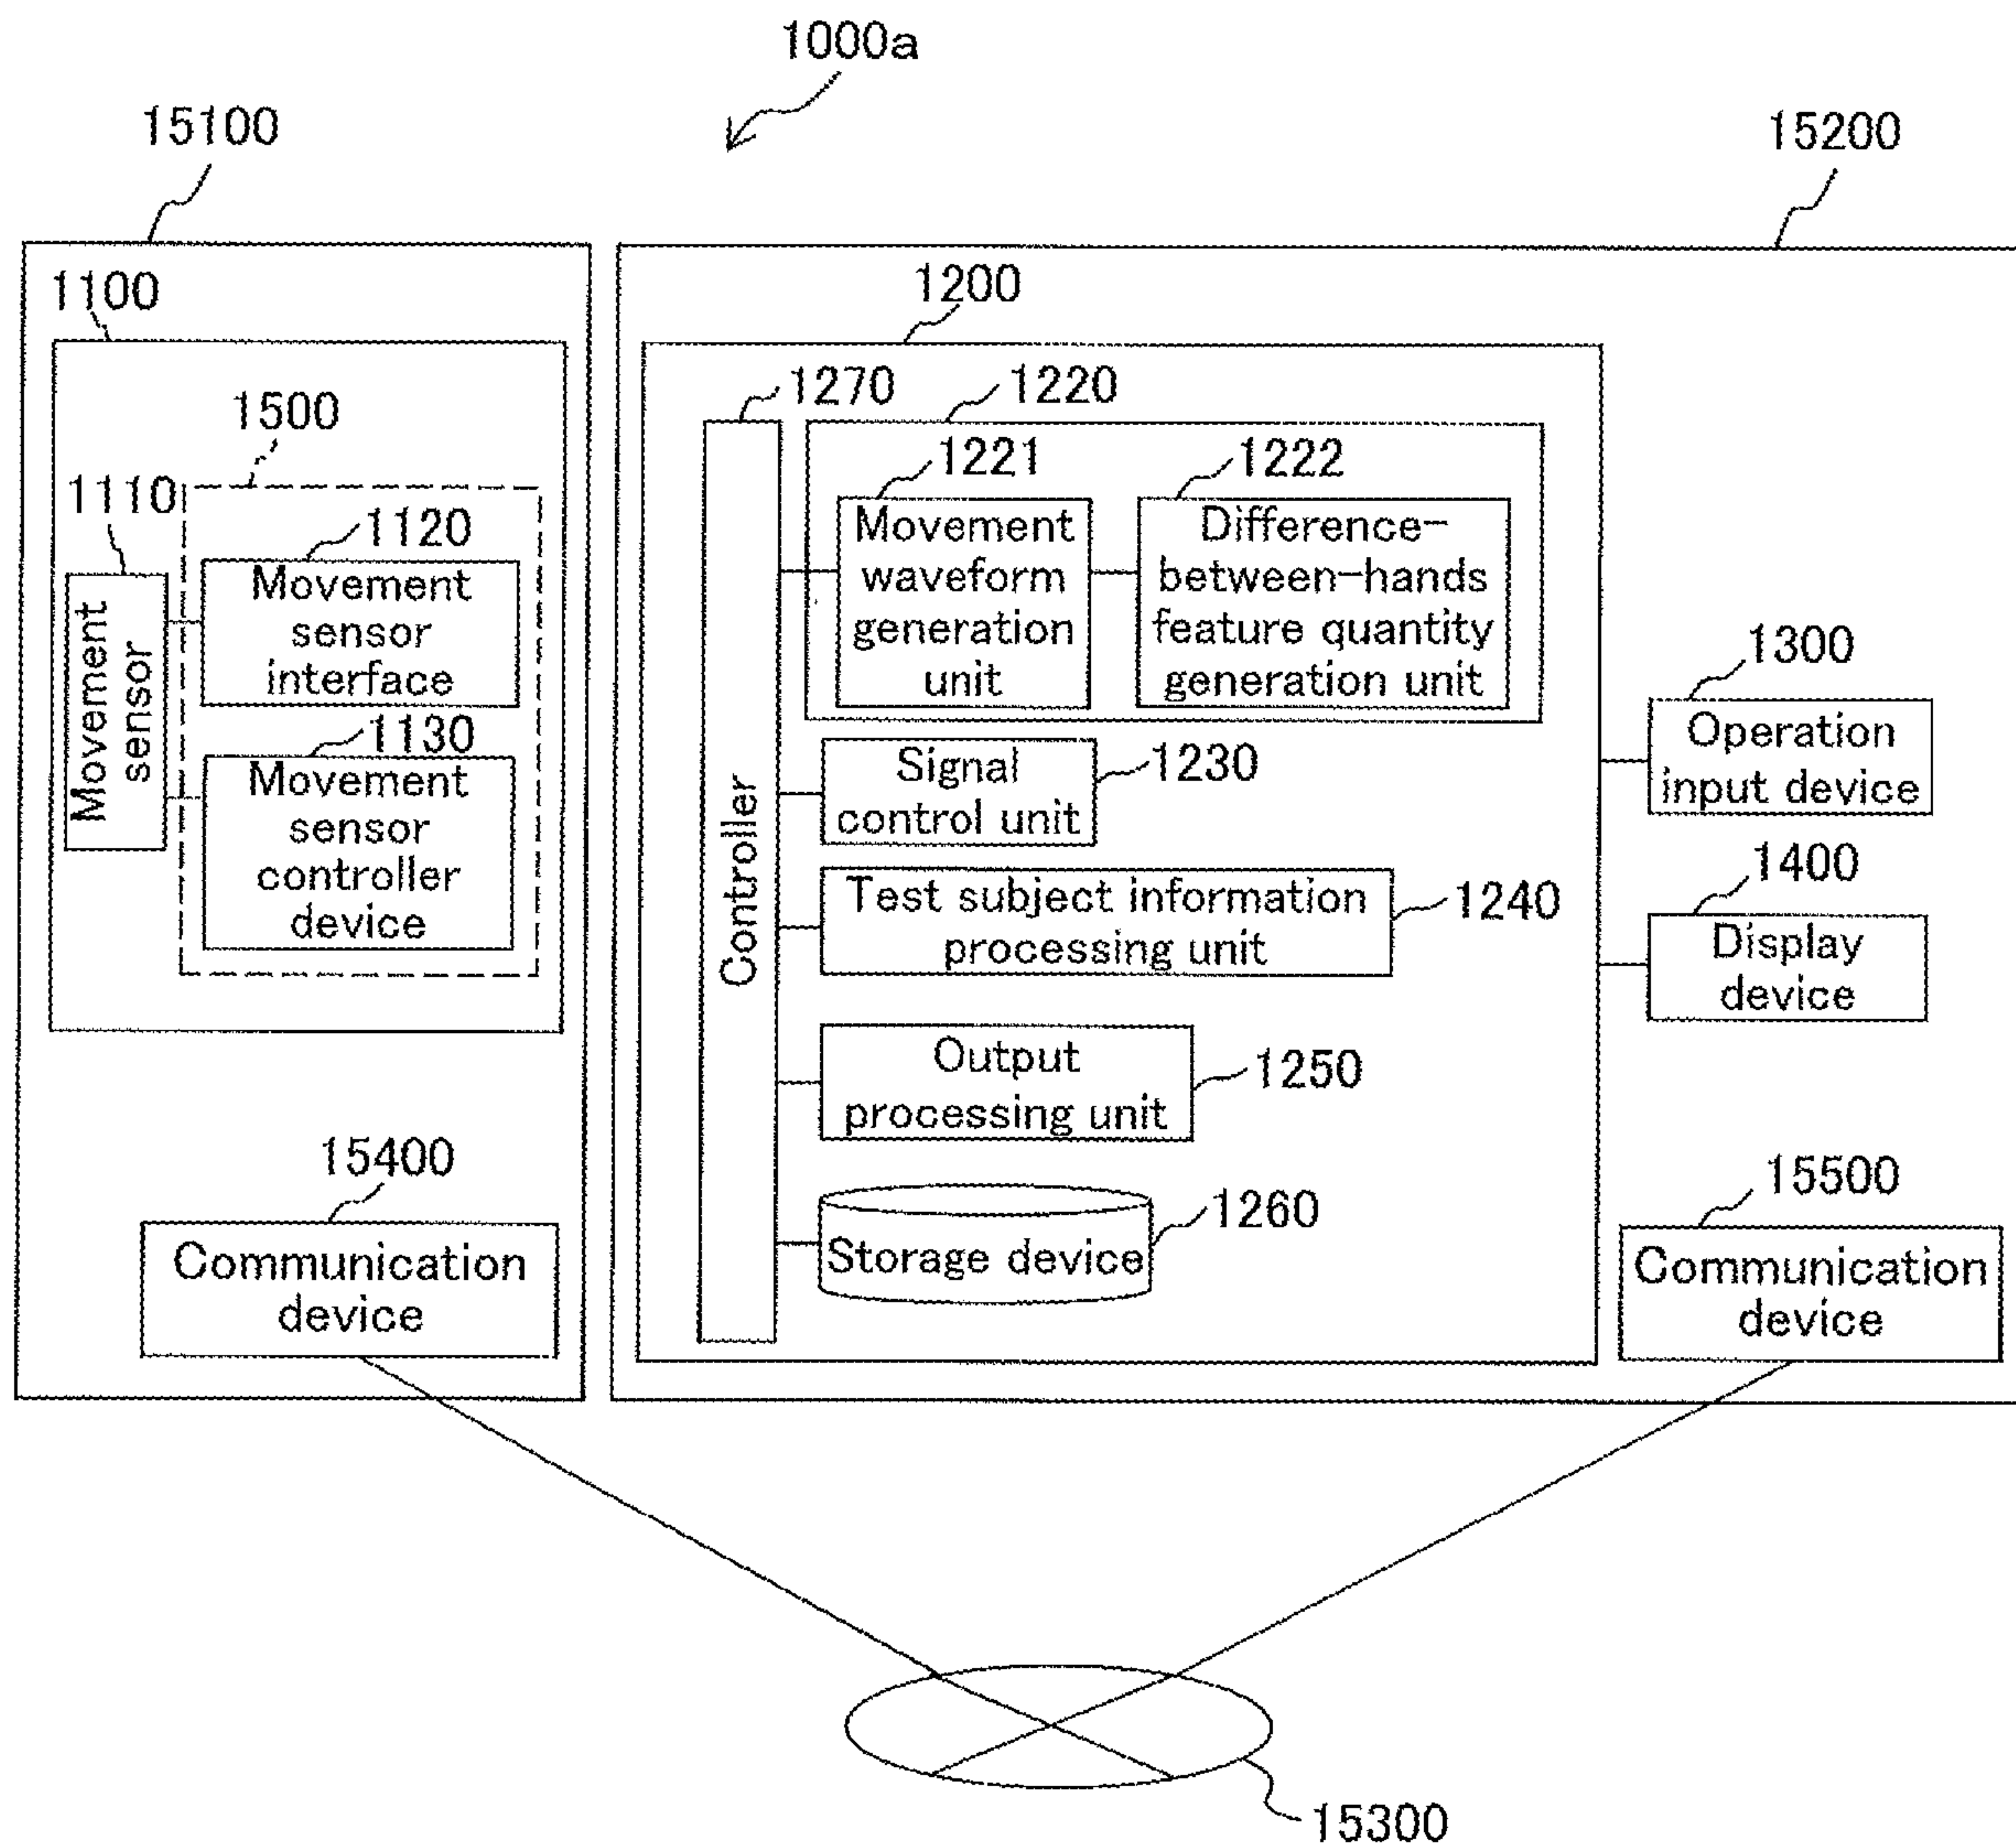 1000a
15100
15200
1100
1200
1270
1220
1500
1221
1222
1110
1120
Movement
sensor
Movement
sensor
interface
1130
Movement
sensor
controller
device
Controller
Movement
waveform
generation
unit
Difference-
between-hands
feature quantity
generation unit
Signal
control unit
1230
1300
Operation
input device
Test subject information
processing unit
1240
1400
Display
device
Output
processing unit
1250
15400
Communication
device
Storage device
1260
15500
Communication
device
15300